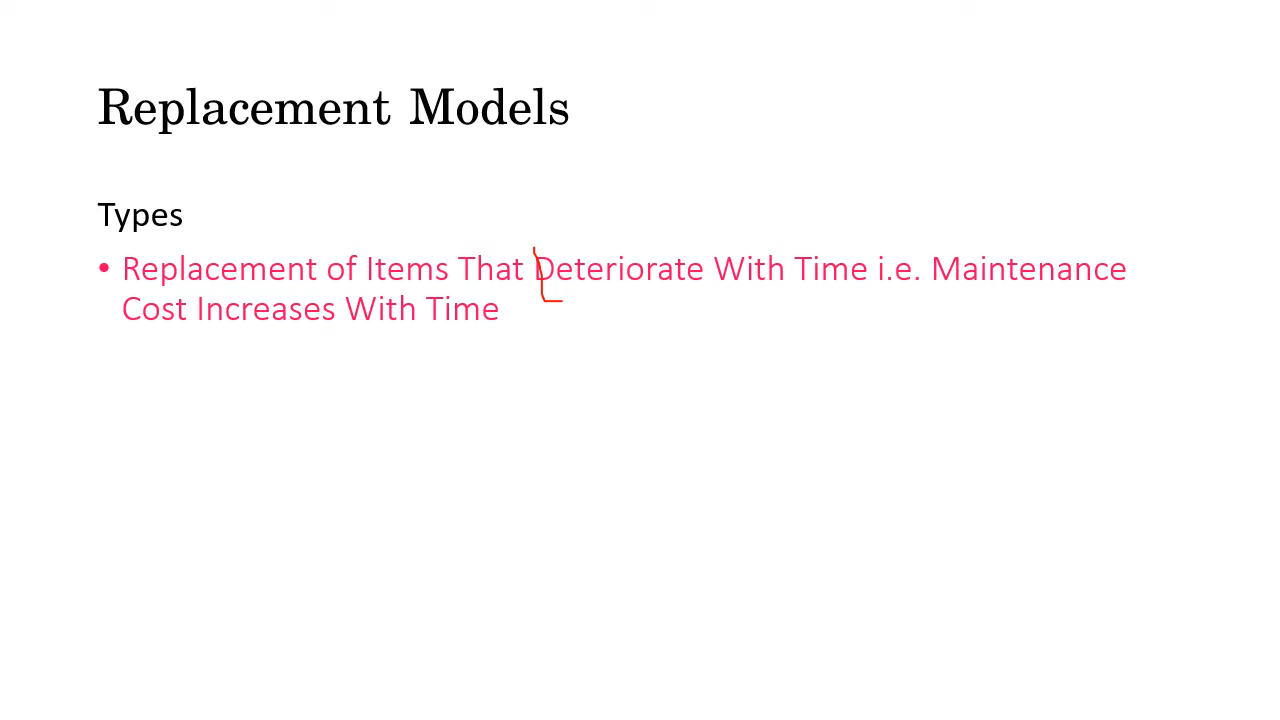 Replacement Models
Types
• Replacement of Items That Deteriorate With Time i.e. Maintenance
Cost Increases With Time